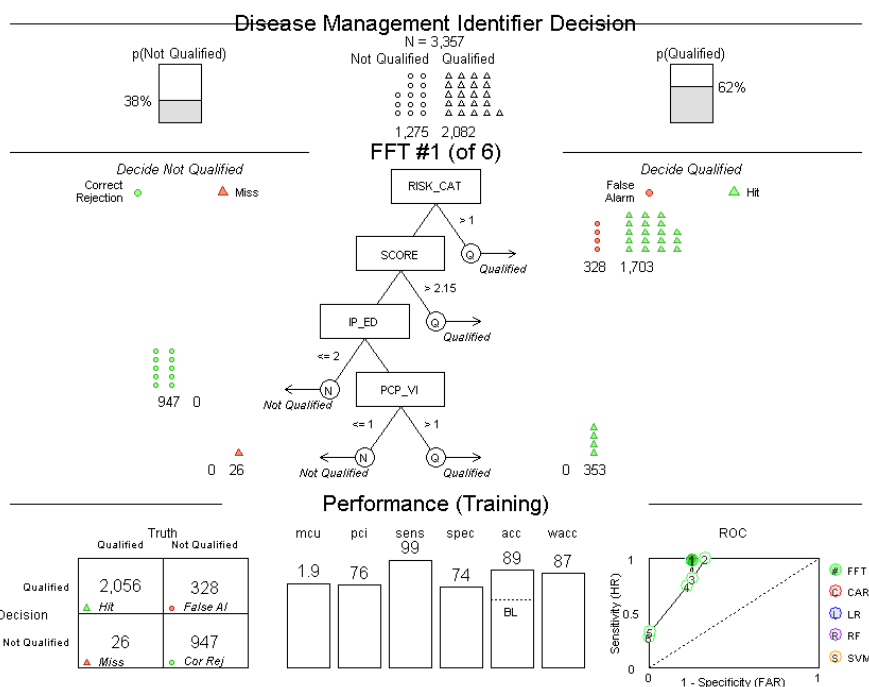 Disease Management Identifier Decision
N = 3,357
p(Not Qualified)
Not Qualified Qualified
p(Qualified)
38%
62%
1,275 2,082
FFT #1 (of 6)
Decide Not Qualified
Decide Qualified
Correct
Rejection
Miss
False
Alarm
Hit
RISK_CAT
> 1
SCORE
Q
Qualified
328 1,703
> 2.15
IP_ED
Q
Qualified
<= 2
N
Not Qualified
947 0
PCP_VI
<= 1
> 1
N
Q
Not Qualified
Qualified
0 26
0 353
Performance (Training)
Truth
Qualified Not Qualified
Decision
Qualified
2,056
Hit
328
False Al
Not Qualified
26
Miss
947
Cor Rej
mcu pci sens spec acc wacc
1.9 76 99 74 89 87
BL
ROC
Sensitivity (HR)
1
0.5
0
2
3
4
5
1 - Specificity (FAR)
1
# FFT
C CAR
L LR
R RF
S SVM